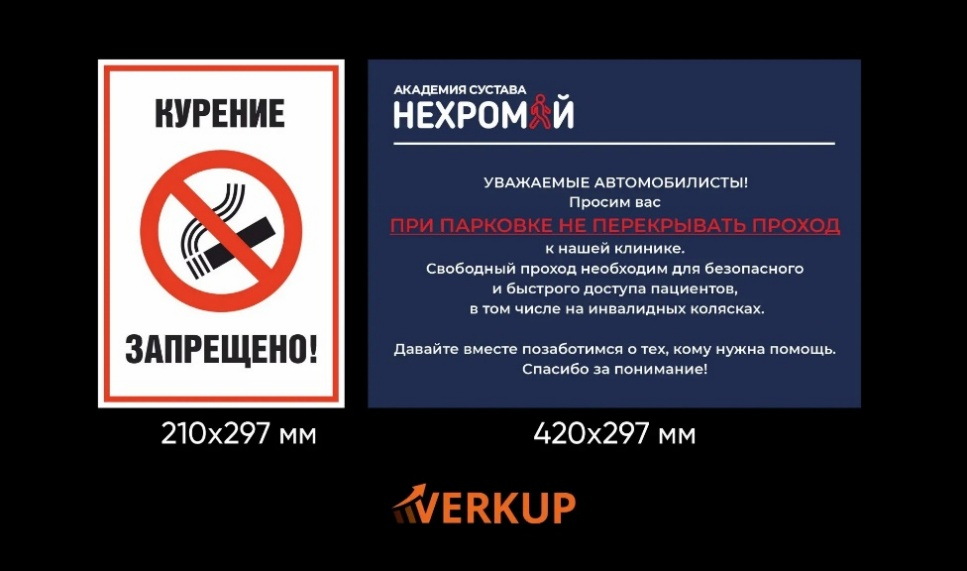 КУРЕНИЕ
ЗАПРЕЩЕНО!
210х297 мм
АКАДЕМИЯ СУСТАВА
НЕХРОМАЙ
УВАЖАЕМЫЕ АВТОМОБИЛИСТЫ!
Просим вас
ПРИ ПАРКОВКЕ НЕ ПЕРЕКРЫВАТЬ ПРОХОД
к нашей клинике.
Свободный проход необходим для безопасного
и быстрого доступа пациентов,
в том числе на инвалидных колясках.
Давайте вместе позаботимся о тех, кому нужна помощь.
Спасибо за понимание!
420х297 мм
VERKUP